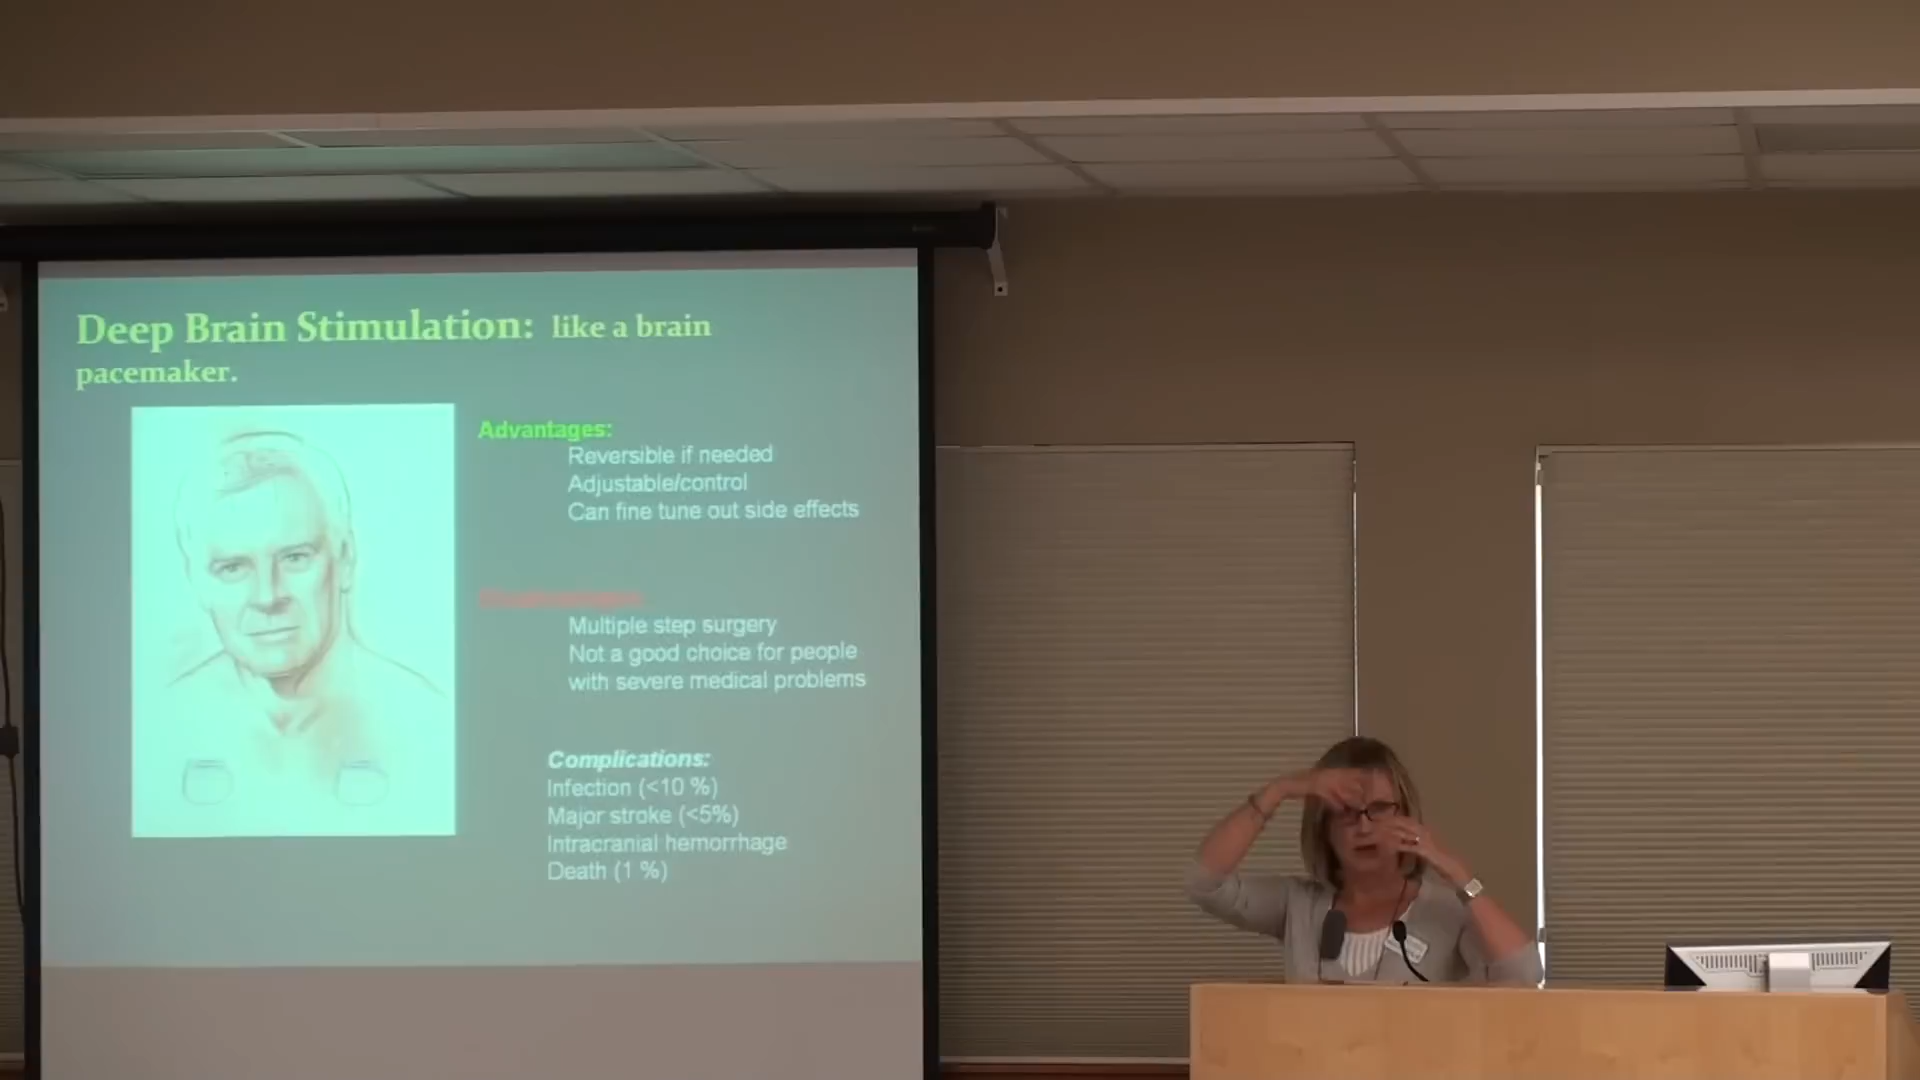 Deep Brain Stimulation: like a brain
pacemaker.
Advantages:
Reversible if needed
Adjustable/control
Can fine tune out side effects
Multiple step surgery
Not a good choice for people
with severe medical problems
Complications:
Infection (<10 %)
Major stroke (<5%)
Intracranial hemorrhage
Death (1 %)